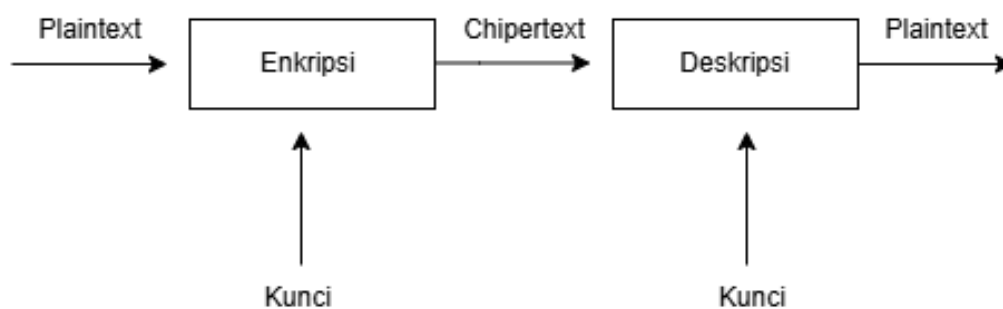 Plaintext
Enkripsi
Chipertext
Deskripsi
Plaintext
Kunci
Kunci